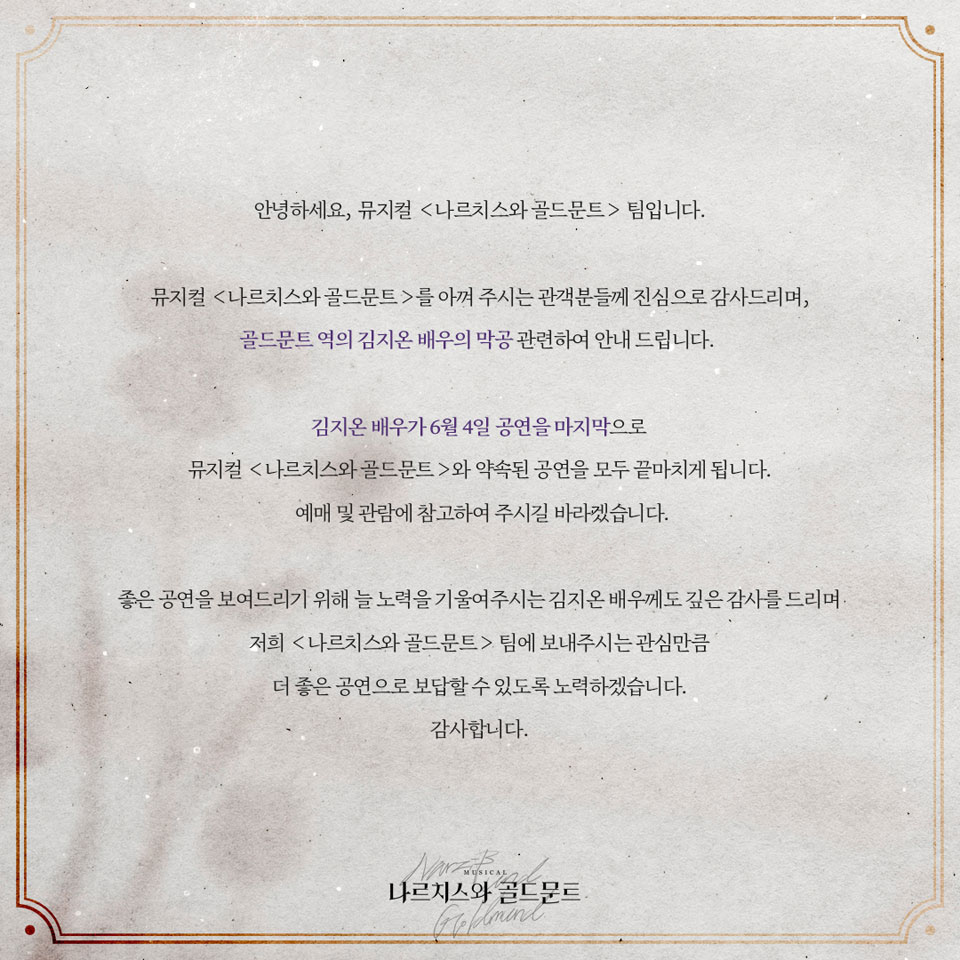 안녕하세요, 뮤지컬 <나르치스와 골드문트> 팀입니다.
뮤지컬 <나르치스와 골드문트>를 아껴 주시는 관객분들께 진심으로 감사드리며,
골드문트 역의 김지온 배우의 막공 관련하여 안내 드립니다.
김지온 배우가 6월 4일 공연을 마지막으로
뮤지컬 <나르치스와 골드문트>와 약속된 공연을 모두 끝마치게 됩니다.
예매 및 관람에 참고하여 주시길 바라겠습니다.
좋은 공연을 보여드리기 위해 늘 노력을 기울여주시는 김지온 배우께도 깊은 감사를 드리며
저희 <나르치스와 골드문트> 팀에 보내주시는 관심만큼
더 좋은 공연으로 보답할 수 있도록 노력하겠습니다.
감사합니다.
Narziß und
MUSICAL
나르치스와 골드문트
Goldmund